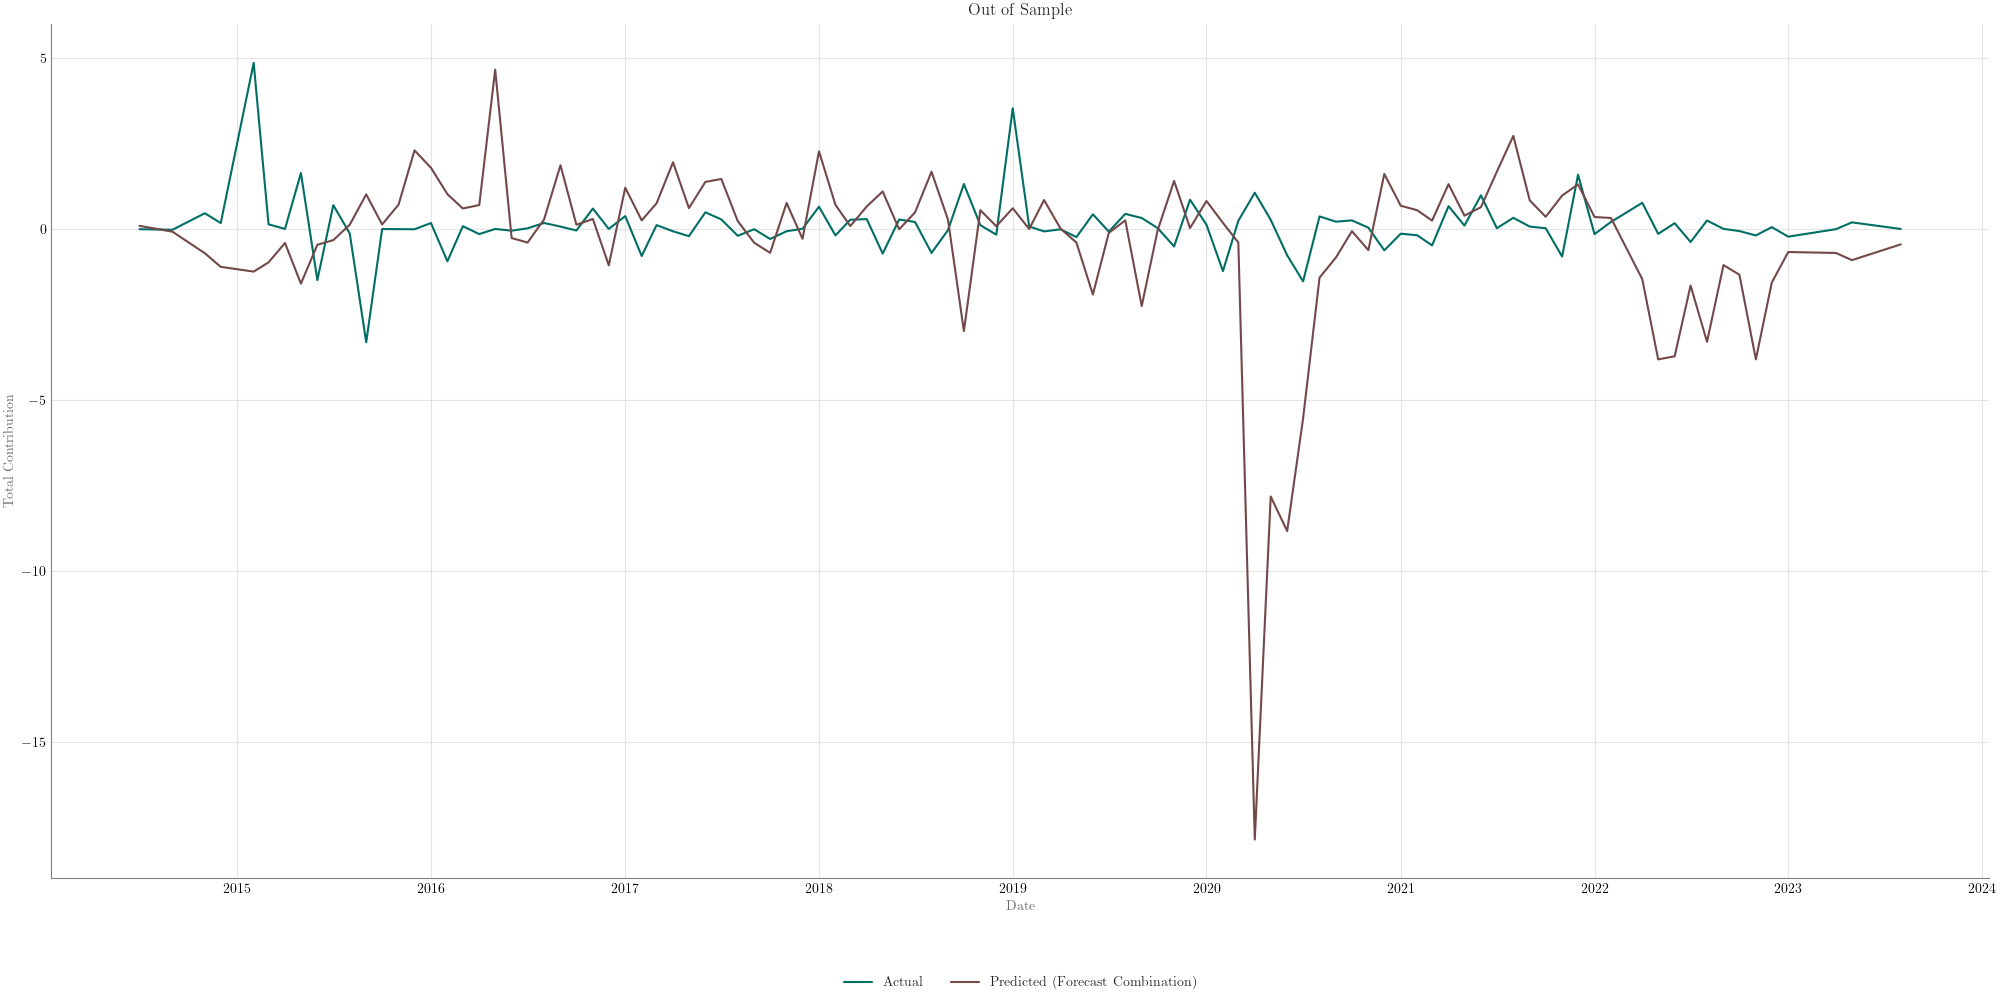 Out of Sample
5
0
−5
−10
−15
Total Contribution
2015 2016 2017 2018 2019 2020 2021 2022 2023 2024
Date
Actual Predicted (Forecast Combination)